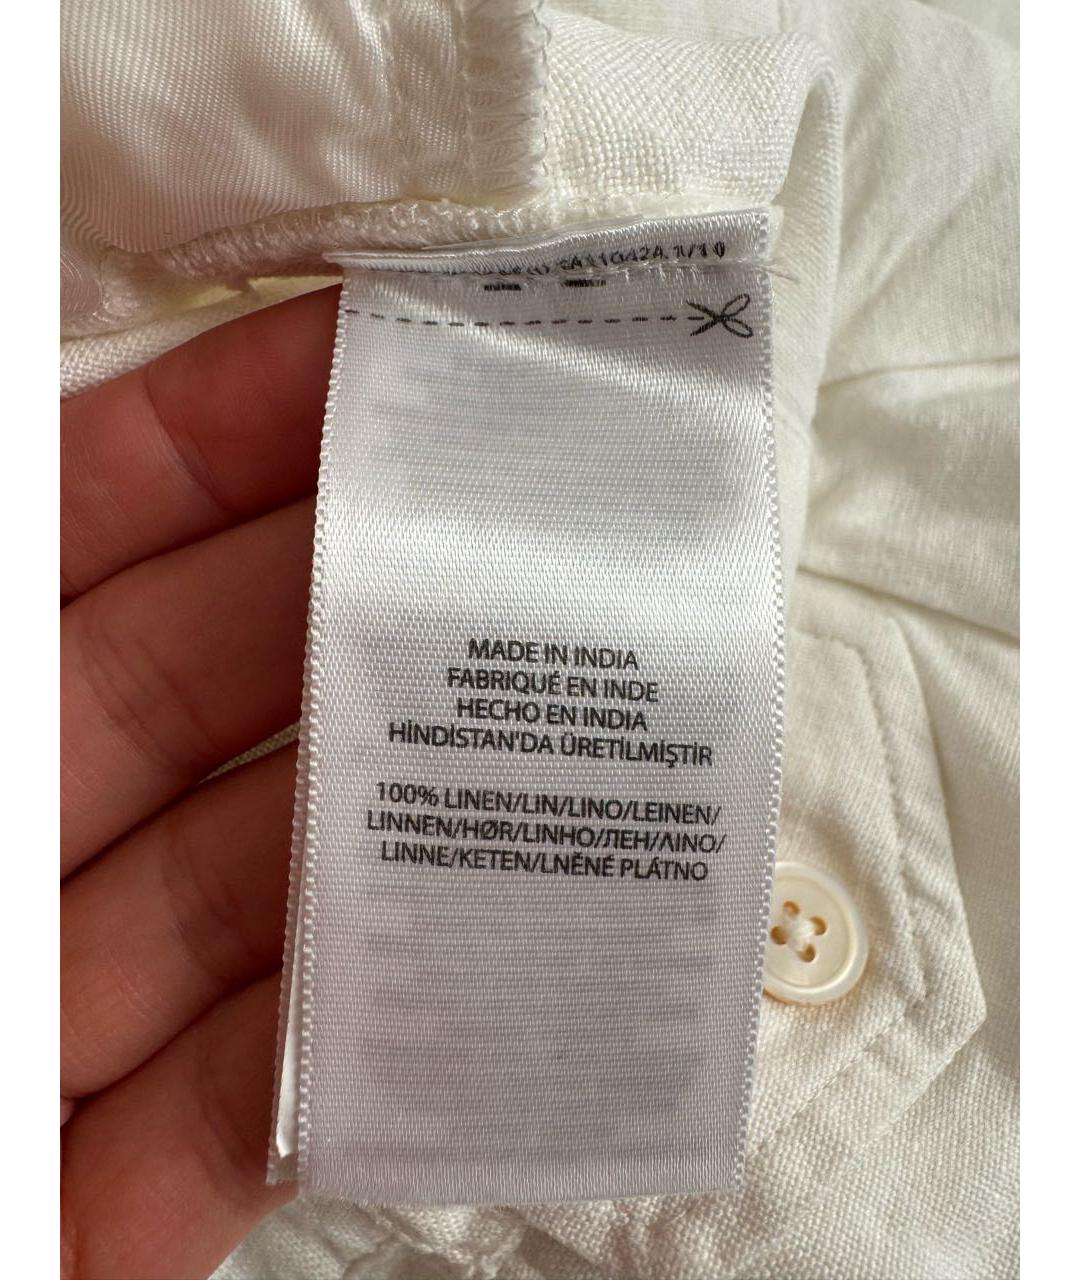 MADE IN INDIA
FABRIQUÉ EN INDE
HECHO EN INDIA
HİNDİSTAN'DA ÜRETİLMİŞTİR
100% LINEN/LIN/LINO/LEINEN/
LINNEN/HØR/LINHO/ЛЕН/ΛΙΝΟ/
LINNE/KETEN/LNĚNÉ PLÁTNO